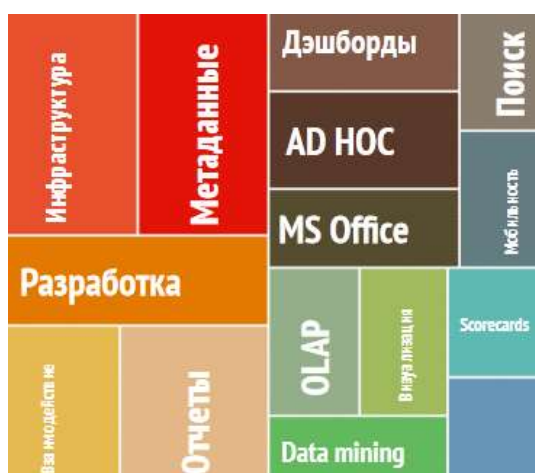 Инфраструктура
Метаданные
Дэшборды
Поиск
AD HOC
Мобильность
MS Office
Разработка
OLAP
Визуализация
Scorecards
Взаимодействие
Отчеты
Data mining